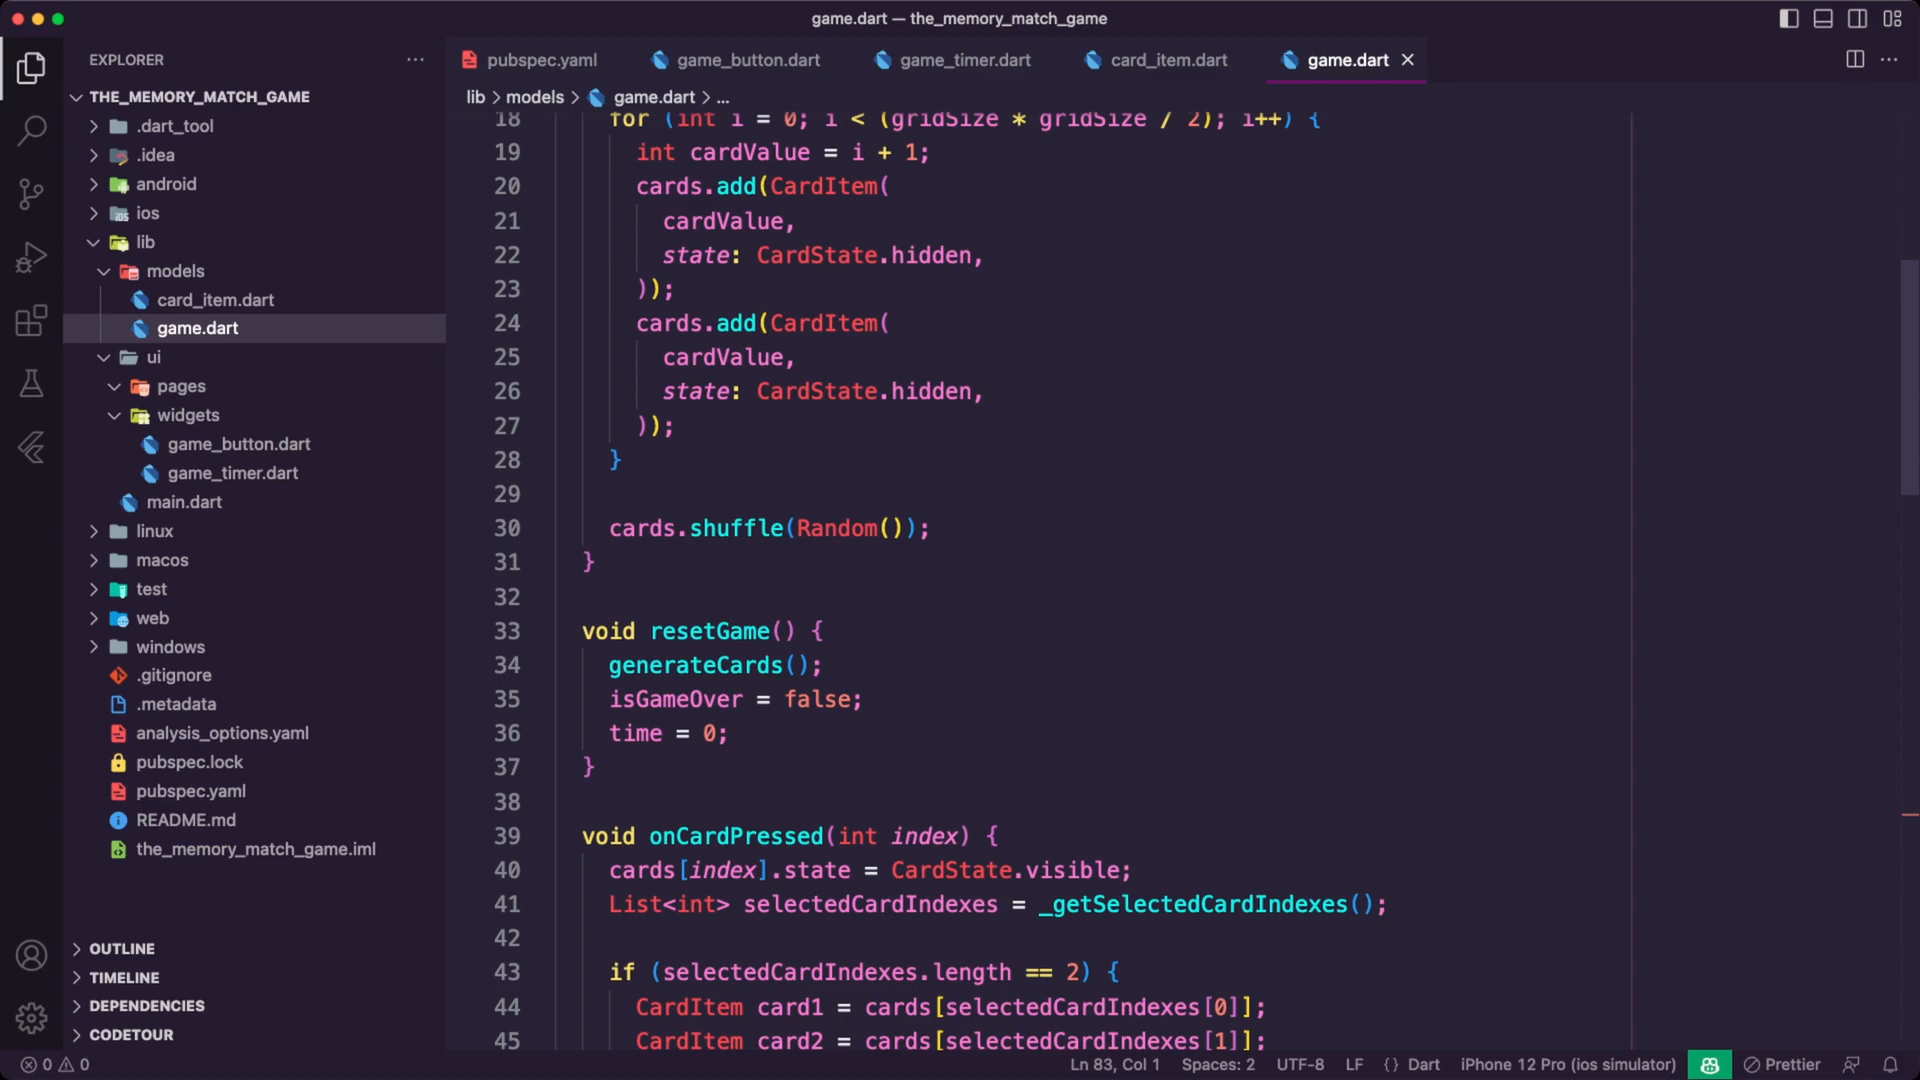 game.dart — the_memory_match_game
EXPLORER
THE_MEMORY_MATCH_GAME
.dart_tool
.idea
android
ios
lib
models
card_item.dart
game.dart
ui
pages
widgets
game_button.dart
game_timer.dart
main.dart
linux
macos
test
web
windows
.gitignore
.metadata
analysis_options.yaml
pubspec.lock
pubspec.yaml
README.md
the_memory_match_game.iml
OUTLINE
TIMELINE
DEPENDENCIES
CODETOUR
pubspec.yaml game_button.dart game_timer.dart card_item.dart game.dart
lib > models > game.dart > ...
18 for (int i = 0; i < (gridSize * gridSize / 2); i++) {
19 int cardValue = i + 1;
20 cards.add(CardItem(
21 cardValue,
22 state: CardState.hidden,
23 ));
24 cards.add(CardItem(
25 cardValue,
26 state: CardState.hidden,
27 ));
28 }
29
30 cards.shuffle(Random());
31 }
32
33 void resetGame() {
34 generateCards();
35 isGameOver = false;
36 time = 0;
37 }
38
39 void onCardPressed(int index) {
40 cards[index].state = CardState.visible;
41 List<int> selectedCardIndexes = _getSelectedCardIndexes();
42
43 if (selectedCardIndexes.length == 2) {
44 CardItem card1 = cards[selectedCardIndexes[0]];
45 CardItem card2 = cards[selectedCardIndexes[1]];
0 0 Ln 83, Col 1 Spaces: 2 UTF-8 LF {} Dart iPhone 12 Pro (ios simulator) Prettier